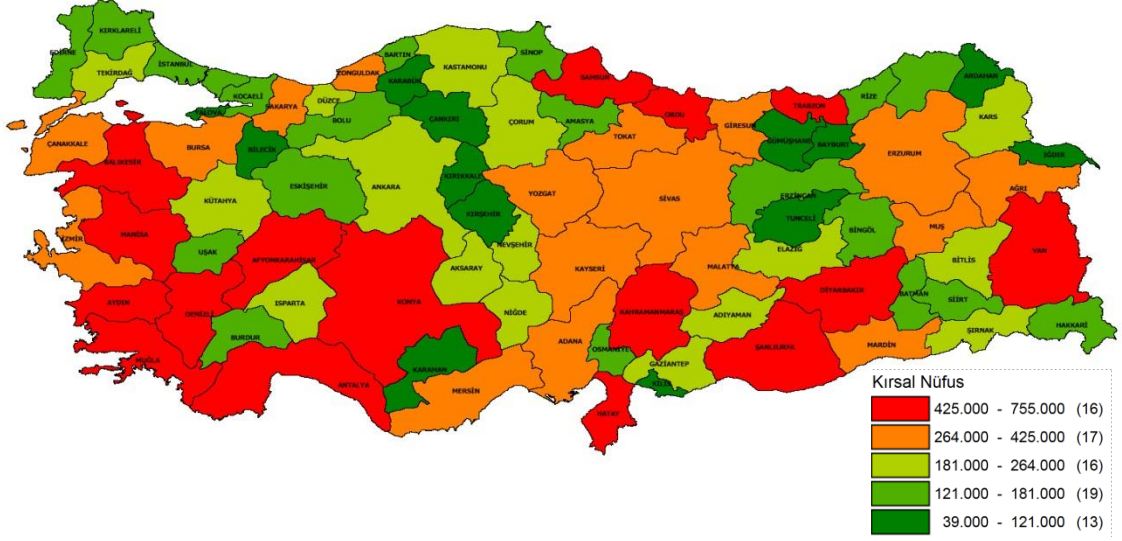 KIRKLARELİ
EDİRNE
TEKİRDAĞ
İSTANBUL
KOCAELİ
YALOVA
SAKARYA
DÜZCE
ZONGULDAK
BARTIN
KARABÜK
KASTAMONU
SİNOP
SAMSUN
ORDU
GİRESUN
TRABZON
RİZE
ARDAHAN
KARS
IĞDIR
AĞRI
ERZURUM
BAYBURT
GÜMÜŞHANE
TOKAT
AMASYA
ÇORUM
ÇANKIRI
BOLU
BİLECİK
BURSA
ÇANAKKALE
BALIKESİR
KÜTAHYA
ESKİŞEHİR
ANKARA
KIRIKKALE
KIRŞEHİR
YOZGAT
SİVAS
ERZİNCAN
TUNCELİ
BİNGÖL
MUŞ
BİTLİS
VAN
HAKKARİ
ŞIRNAK
SİİRT
BATMAN
DİYARBAKIR
ELAZIĞ
MALATYA
KAYSERİ
NEVŞEHİR
AKSARAY
NİĞDE
KONYA
AFYONKARAHİSAR
UŞAK
MANİSA
İZMİR
AYDIN
DENİZLİ
ISPARTA
BURDUR
MUĞLA
ANTALYA
KARAMAN
MERSİN
ADANA
OSMANİYE
KAHRAMANMARAŞ
ADIYAMAN
GAZİANTEP
KİLİS
HATAY
ŞANLIURFA
MARDİN
Kırsal Nüfus
425.000 - 755.000 (16)
264.000 - 425.000 (17)
181.000 - 264.000 (16)
121.000 - 181.000 (19)
39.000 - 121.000 (13)